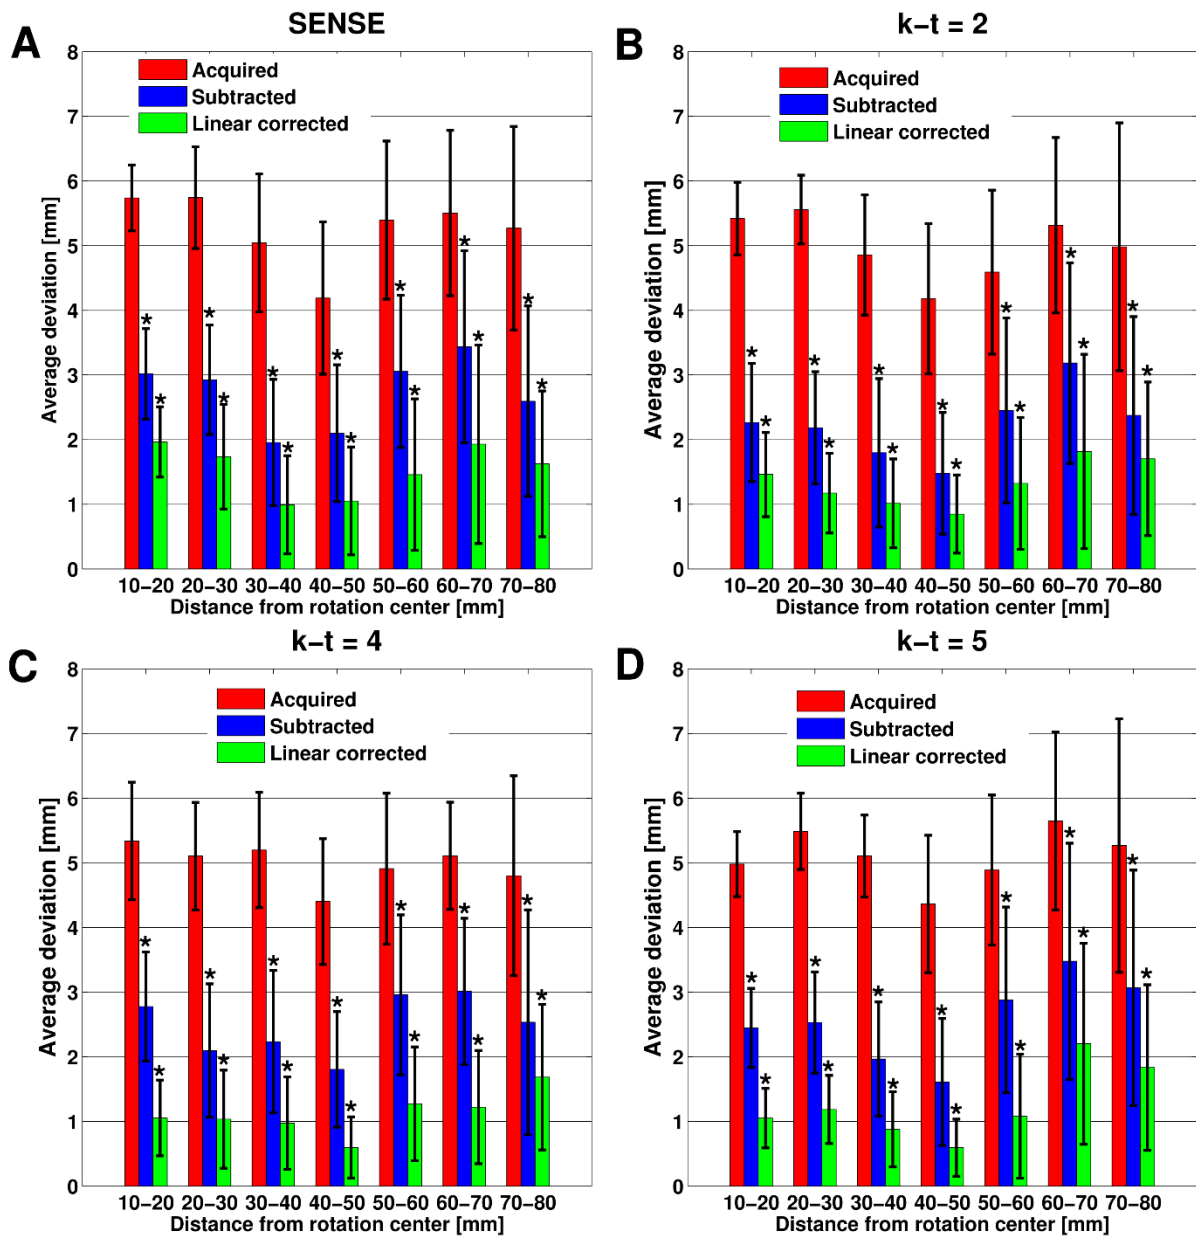 A
SENSE
Acquired
Subtracted
Linear corrected
Average deviation [mm]
8
7
6
5
4
3
2
1
0
* * * * * * * * * * * * * *
10−20 20−30 30−40 40−50 50−60 60−70 70−80
Distance from rotation center [mm]
B
k−t = 2
Acquired
Subtracted
Linear corrected
Average deviation [mm]
8
7
6
5
4
3
2
1
0
* * * * * * * * * * * * * *
10−20 20−30 30−40 40−50 50−60 60−70 70−80
Distance from rotation center [mm]
C
k−t = 4
Acquired
Subtracted
Linear corrected
Average deviation [mm]
8
7
6
5
4
3
2
1
0
* * * * * * * * * * * * * *
10−20 20−30 30−40 40−50 50−60 60−70 70−80
Distance from rotation center [mm]
D
k−t = 5
Acquired
Subtracted
Linear corrected
Average deviation [mm]
8
7
6
5
4
3
2
1
0
* * * * * * * * * * * * * *
10−20 20−30 30−40 40−50 50−60 60−70 70−80
Distance from rotation center [mm]